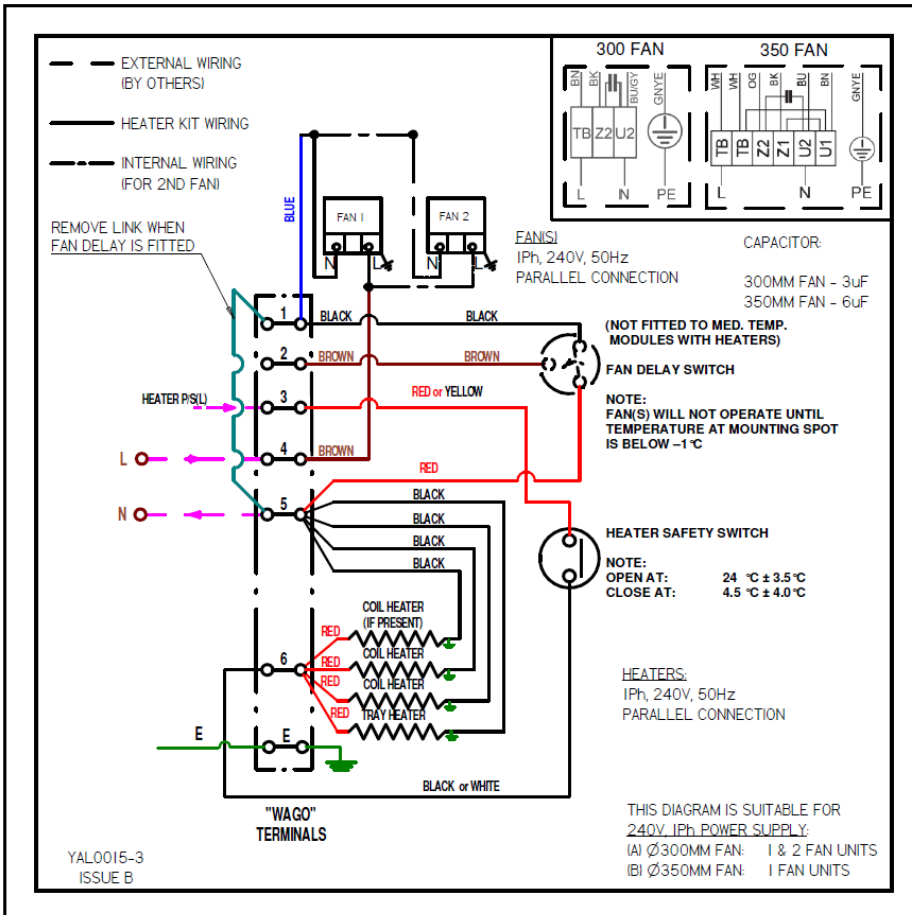 EXTERNAL WIRING
(BY OTHERS)
HEATER KIT WIRING
INTERNAL WIRING
(FOR 2ND FAN)
REMOVE LINK WHEN
FAN DELAY IS FITTED
300 FAN
BN
BK
BU/GY
GNYE
TB Z2 U2
L N PE
350 FAN
WH
WH
OG
BK
BU
BN
GNYE
TB TB Z2 Z1 U2 U1
L N PE
BLUE
FAN 1
N L
FAN 2
N L
FAN(S)
1Ph, 240V, 50Hz
PARALLEL CONNECTION
CAPACITOR:
300MM FAN - 3uF
350MM FAN - 6uF
1 BLACK BLACK
(NOT FITTED TO MED. TEMP.
MODULES WITH HEATERS)
2 BROWN BROWN
FAN DELAY SWITCH
HEATER P/S(L)
3 RED or YELLOW
NOTE:
FAN(S) WILL NOT OPERATE UNTIL
TEMPERATURE AT MOUNTING SPOT
IS BELOW –1 °C
L 4 BROWN
RED
N 5 BLACK
BLACK
BLACK
BLACK
HEATER SAFETY SWITCH
NOTE:
OPEN AT: 24 °C ± 3.5 °C
CLOSE AT: 4.5 °C ± 4.0 °C
COIL HEATER
(IF PRESENT)
RED
COIL HEATER
6 RED
COIL HEATER
RED
TRAY HEATER
RED
HEATERS:
1Ph, 240V, 50Hz
PARALLEL CONNECTION
E E
BLACK or WHITE
"WAGO"
TERMINALS
THIS DIAGRAM IS SUITABLE FOR
240V, 1Ph POWER SUPPLY:
(A) Ø300MM FAN: 1 & 2 FAN UNITS
(B) Ø350MM FAN: 1 FAN UNITS
YAL0015-3
ISSUE B